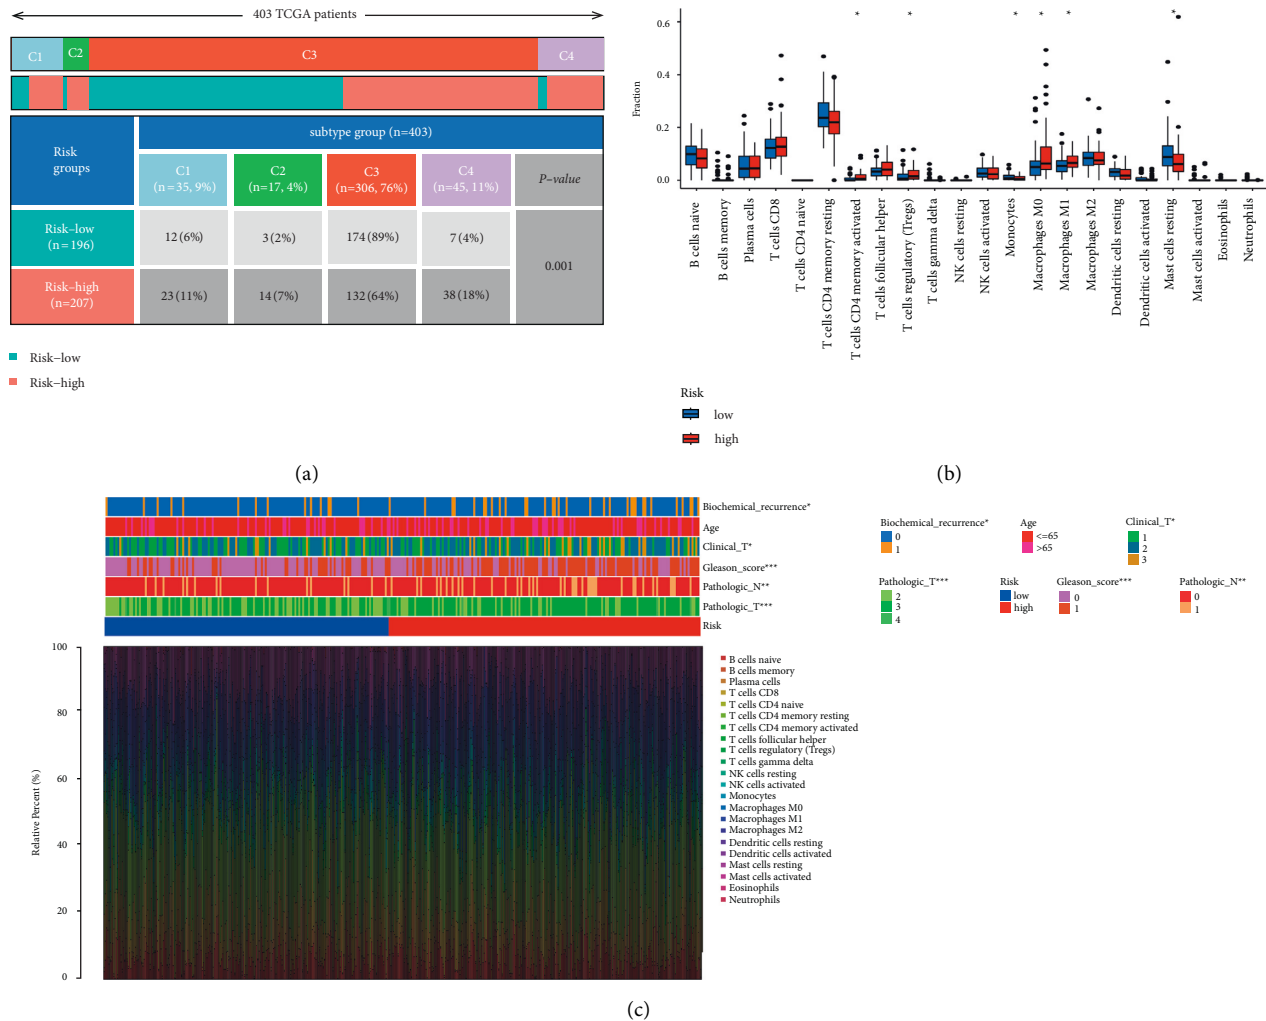 403 TCGA patients
C1
C2
C3
C4
Risk
groups
subtype group (n=403)
C1
(n=35, 9%)
C2
(n=17, 4%)
C3
(n=306, 76%)
C4
(n=45, 11%)
P-value
Risk-low
(n=196)
12 (6%)
3 (2%)
174 (89%)
7 (4%)
0.001
Risk-high
(n=207)
23 (11%)
14 (7%)
132 (64%)
38 (18%)
Risk-low
Risk-high
(a)
Fraction
0.6
0.4
0.2
0.0
* * * * * *
B cells naive
B cells memory
Plasma cells
T cells CD8
T cells CD4 naive
T cells CD4 memory resting
T cells CD4 memory activated
T cells follicular helper
T cells regulatory (Tregs)
T cells gamma delta
NK cells resting
NK cells activated
Monocytes
Macrophages M0
Macrophages M1
Macrophages M2
Dendritic cells resting
Dendritic cells activated
Mast cells resting
Mast cells activated
Eosinophils
Neutrophils
Risk
low
high
(b)
Biochemical_recurrence*
Age
Clinical_T*
Gleason_score***
Pathologic_N**
Pathologic_T***
Risk
Biochemical_recurrence*
0
1
Age
<=65
>65
Clinical_T*
1
2
3
Pathologic_T***
2
3
4
Risk
low
high
Gleason_score***
0
1
Pathologic_N**
0
1
Relative Percent (%)
100
80
60
40
20
0
B cells naive
B cells memory
Plasma cells
T cells CD8
T cells CD4 naive
T cells CD4 memory resting
T cells CD4 memory activated
T cells follicular helper
T cells regulatory (Tregs)
T cells gamma delta
NK cells resting
NK cells activated
Monocytes
Macrophages M0
Macrophages M1
Macrophages M2
Dendritic cells resting
Dendritic cells activated
Mast cells resting
Mast cells activated
Eosinophils
Neutrophils
(c)